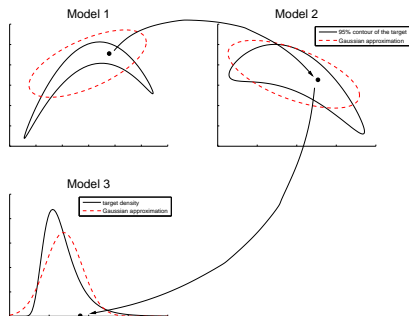 Model 1
Model 2
95% contour of the target
Gaussian approximation
Model 3
target density
Gaussian approximation